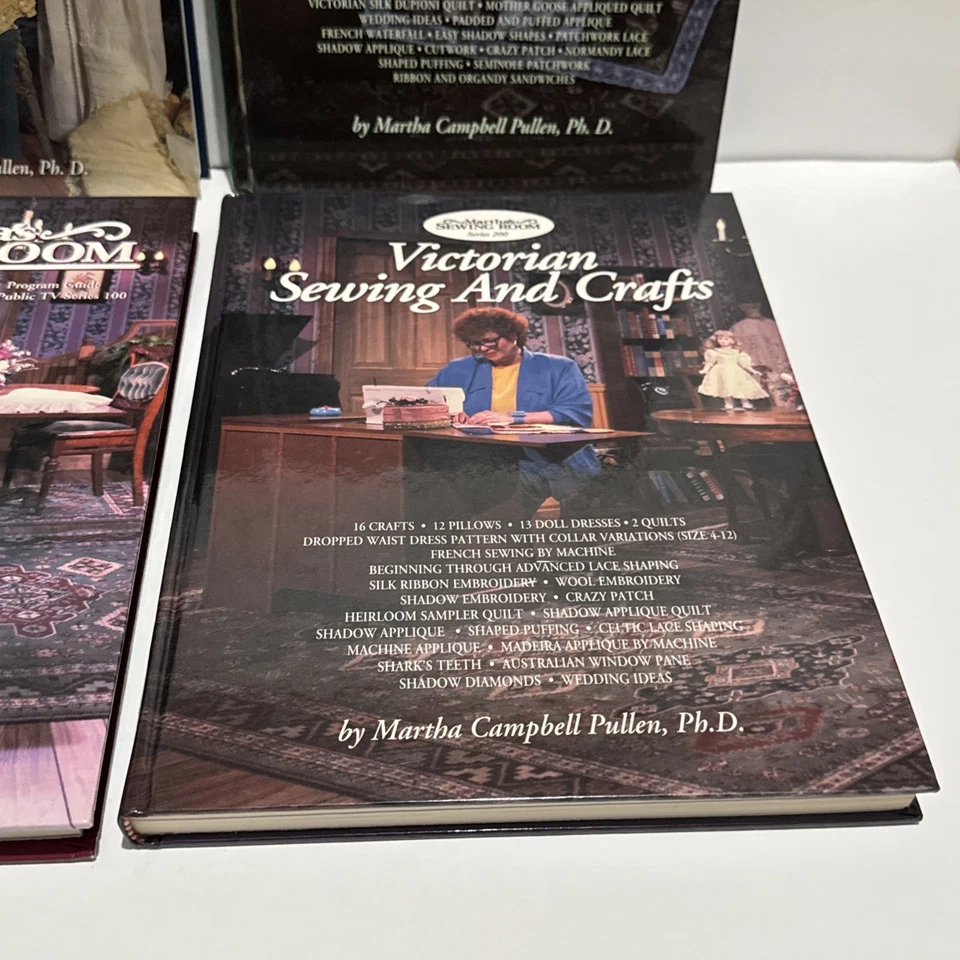 VICTORIAN SILK DUPIONI QUILT • MOTHER GOOSE APPLIQUED QUILT
WEDDING IDEAS • PADDED AND PUFFED APPLIQUE
FRENCH WATERFALL • EASY SHADOW SHAPES • PATCHWORK LACE
SHADOW APPLIQUE • CUTWORK • CRAZY PATCH • NORMANDY LACE
SHAPED PUFFING • SEMINOLE PATCHWORK
RIBBON AND ORGANDY SANDWICHES
by Martha Campbell Pullen, Ph. D.
ullen, Ph. D.
OOM
Program Guide
Public TV Series 100
Martha's
SEWING ROOM
Series 200
Victorian
Sewing And Crafts
16 CRAFTS • 12 PILLOWS • 13 DOLL DRESSES • 2 QUILTS
DROPPED WAIST DRESS PATTERN WITH COLLAR VARIATIONS (SIZE 4-12)
FRENCH SEWING BY MACHINE
BEGINNING THROUGH ADVANCED LACE SHAPING
SILK RIBBON EMBROIDERY • WOOL EMBROIDERY
SHADOW EMBROIDERY • CRAZY PATCH
HEIRLOOM SAMPLER QUILT • SHADOW APPLIQUE QUILT
SHADOW APPLIQUE • SHAPED PUFFING • CELTIC LACE SHAPING
MACHINE APPLIQUE • MADEIRA APPLIQUE BY MACHINE
SHARK'S TEETH • AUSTRALIAN WINDOW PANE
SHADOW DIAMONDS • WEDDING IDEAS
by Martha Campbell Pullen, Ph.D.